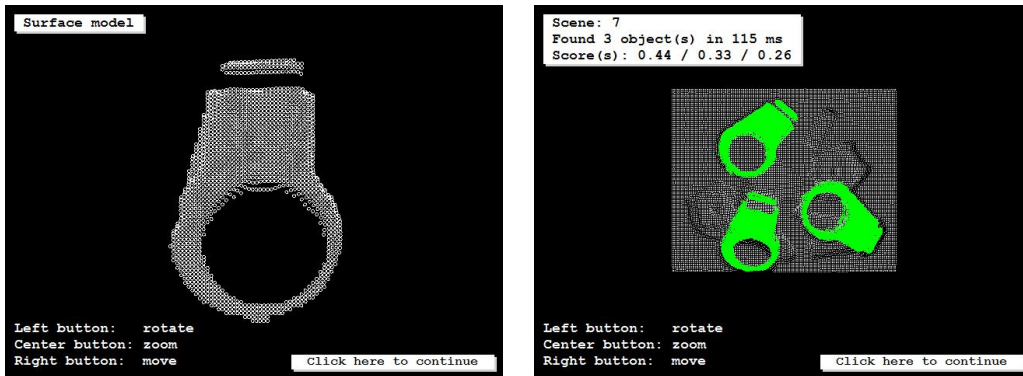 Surface model
Left button: rotate
Center button: zoom
Right button: move
Click here to continue
Scene: 7
Found 3 object(s) in 115 ms
Score(s): 0.44 / 0.33 / 0.26
Left button: rotate
Center button: zoom
Right button: move
Click here to continue